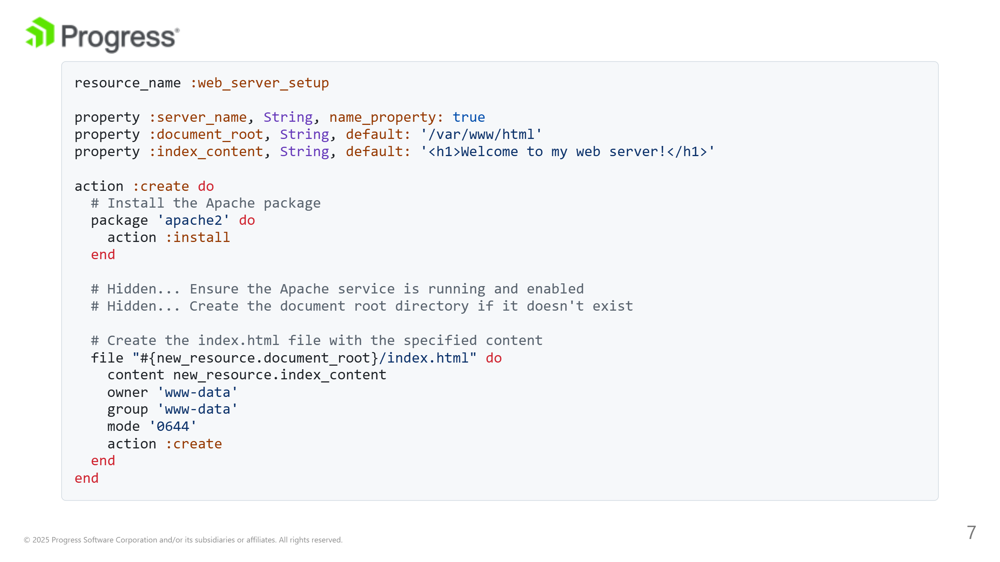 Progress®
resource_name :web_server_setup
property :server_name, String, name_property: true
property :document_root, String, default: '/var/www/html'
property :index_content, String, default: '<h1>Welcome to my web server!</h1>'
action :create do
  # Install the Apache package
  package 'apache2' do
    action :install
  end
  # Hidden... Ensure the Apache service is running and enabled
  # Hidden... Create the document root directory if it doesn't exist
  # Create the index.html file with the specified content
  file "#{new_resource.document_root}/index.html" do
    content new_resource.index_content
    owner 'www-data'
    group 'www-data'
    mode '0644'
    action :create
  end
end
© 2025 Progress Software Corporation and/or its subsidiaries or affiliates. All rights reserved.
7